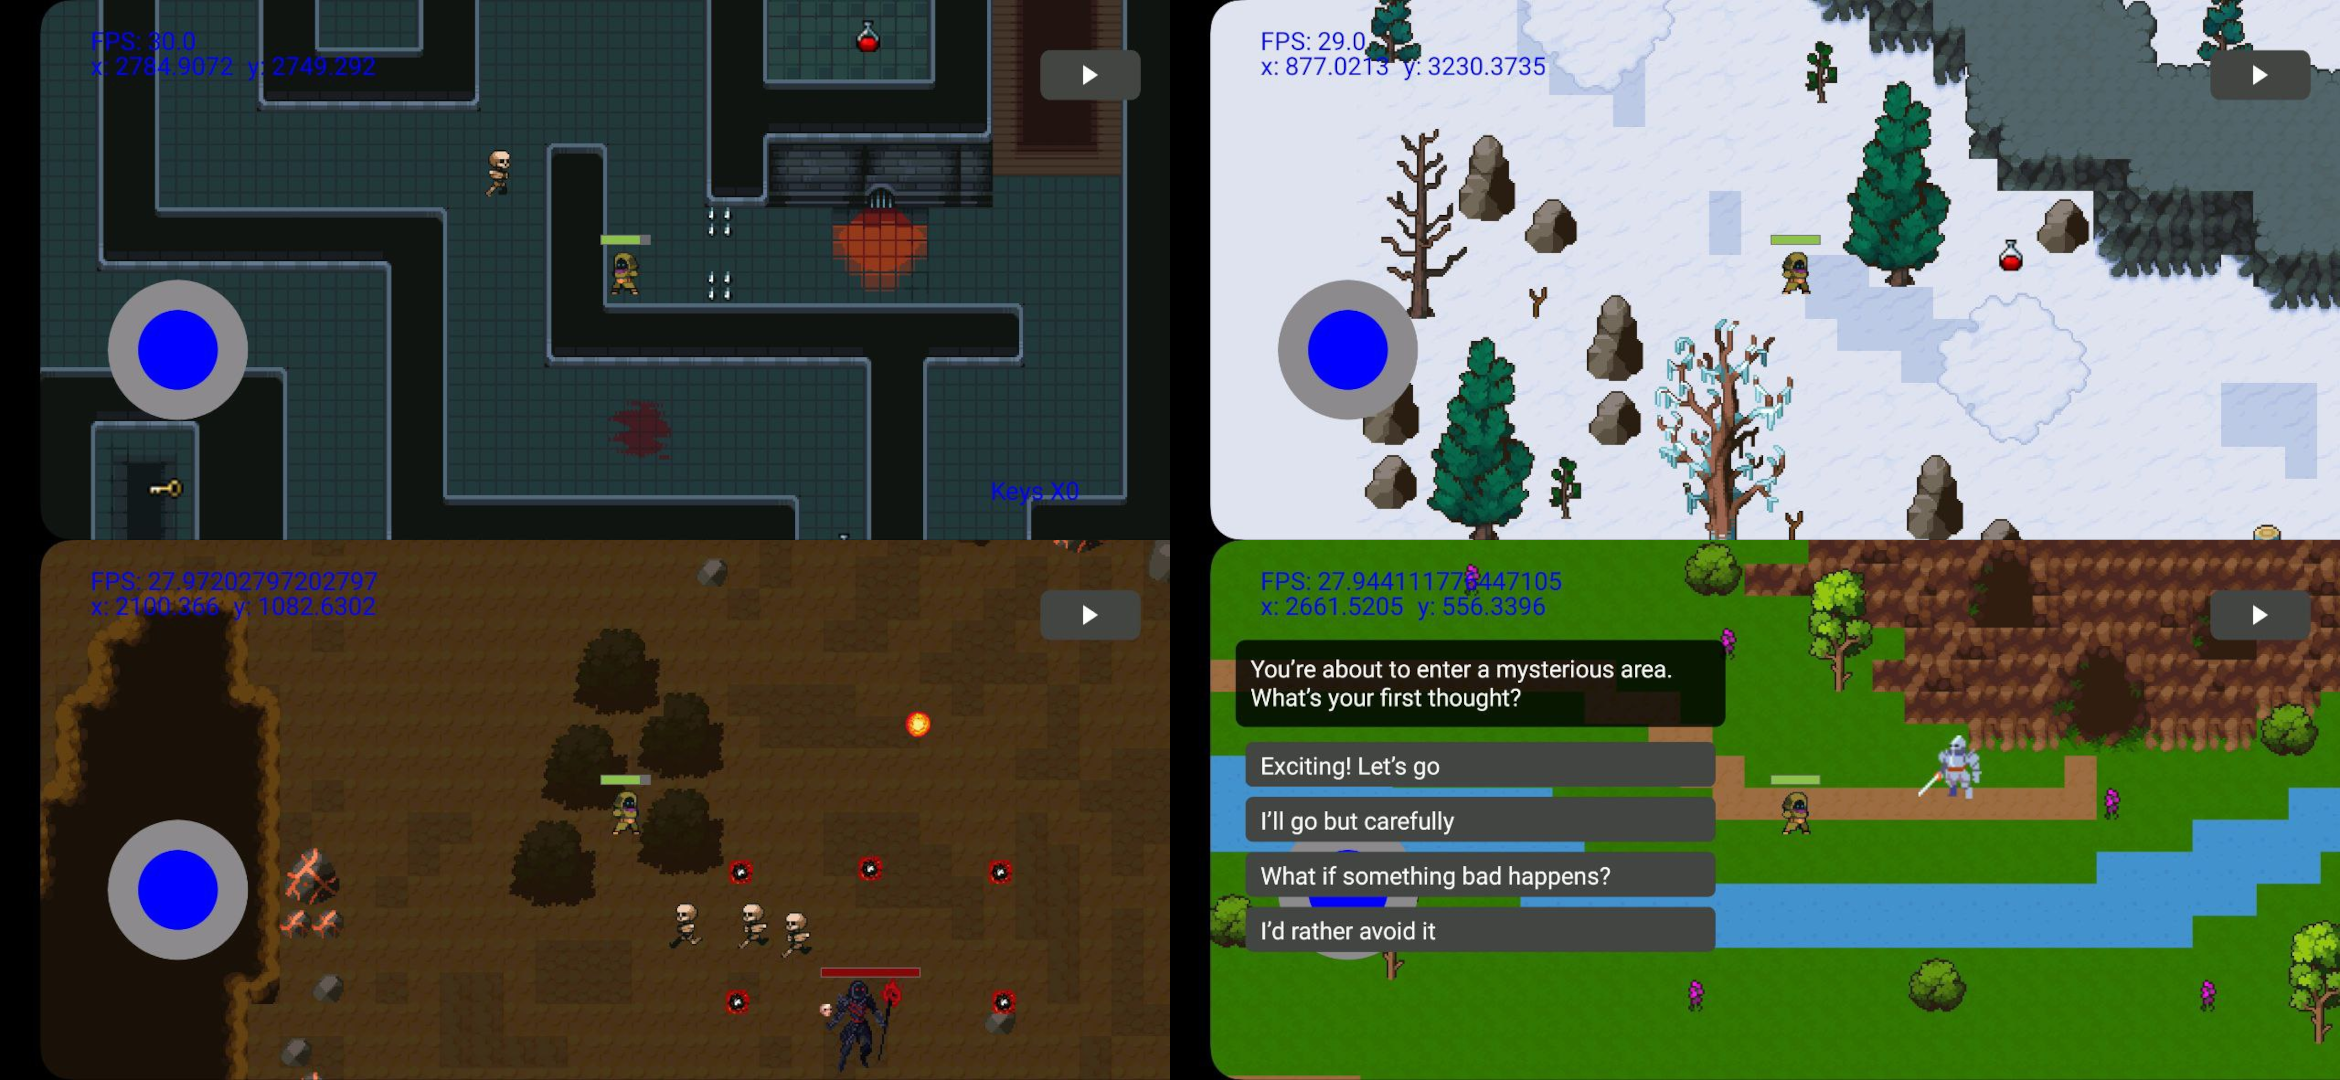 FPS: 30.0
x: 2784.9072 y: 2749.292
Keys X0
FPS: 29.0
x: 877.0213 y: 3230.3735
FPS: 27.97202797202797
x: 2100.366 y: 1082.6302
FPS: 27.944111776447105
x: 2661.5205 y: 556.3396
You're about to enter a mysterious area.
What's your first thought?
Exciting! Let's go
I'll go but carefully
What if something bad happens?
I'd rather avoid it